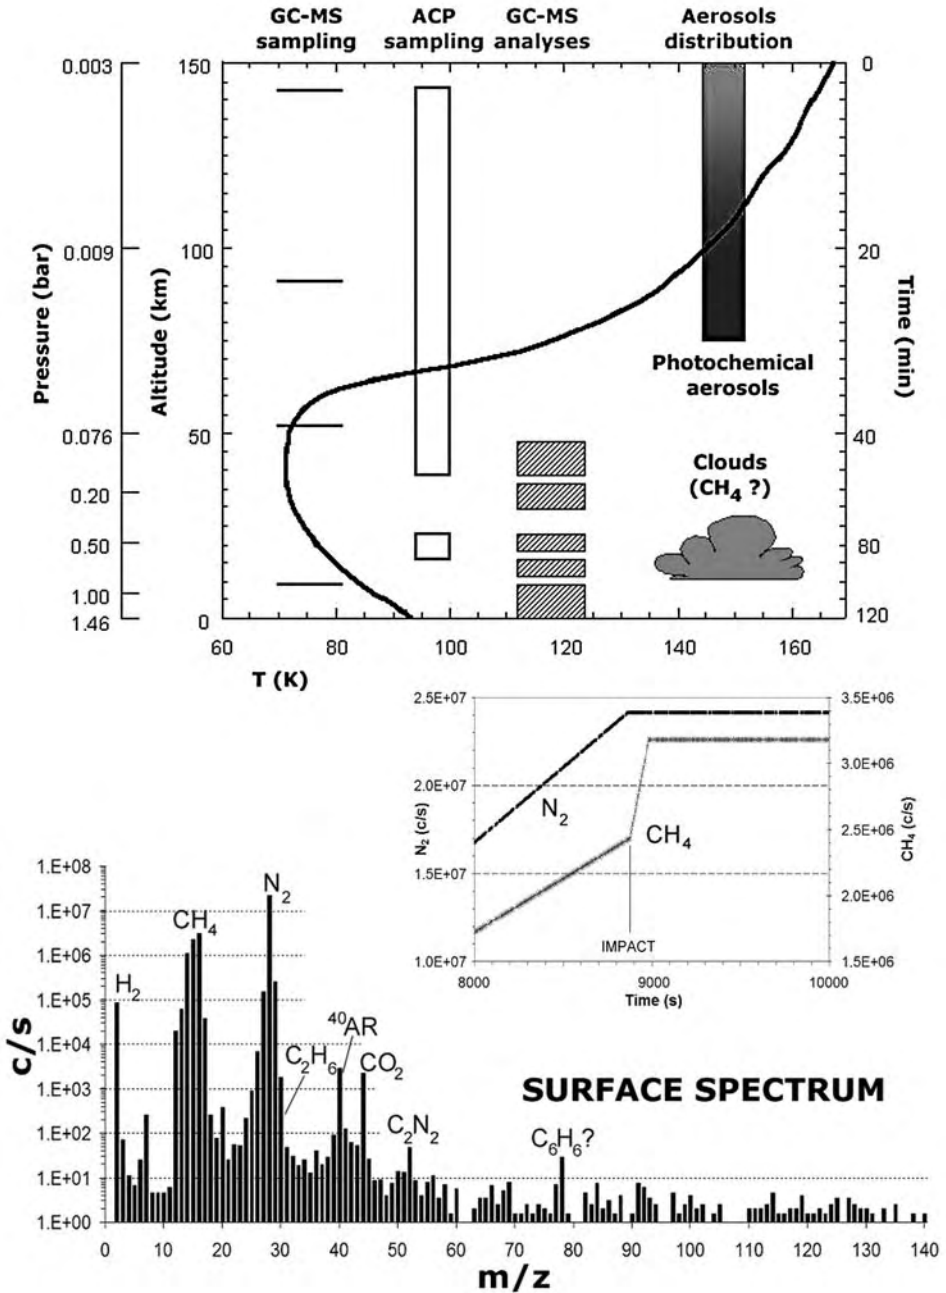 GC-MS ACP GC-MS Aerosols
sampling sampling analyses distribution
0.003 150 0
0.009 100 20
Pressure (bar)
Altitude (km)
Time (min)
Photochemical
aerosols
0.076 50 40
Clouds
(CH4 ?)
0.20
0.50 80
1.00
1.46 0 120
60 80 100 120 140 160
T (K)
2.5E+07 3.5E+06
2.0E+07 3.0E+06
N2
N2 (c/s)
CH4
CH4 (c/s)
2.5E+06
1.5E+07
2.0E+06
IMPACT
1.0E+07 1.5E+06
8000 9000 10000
Time (s)
1.E+08
1.E+07
1.E+06
1.E+05
1.E+04
1.E+03
1.E+02
1.E+01
1.E+00
c/s
N2
CH4
H2
40AR
C2H6
CO2
SURFACE SPECTRUM
C2N2
C6H6?
0 10 20 30 40 50 60 70 80 90 100 110 120 130 140
m/z